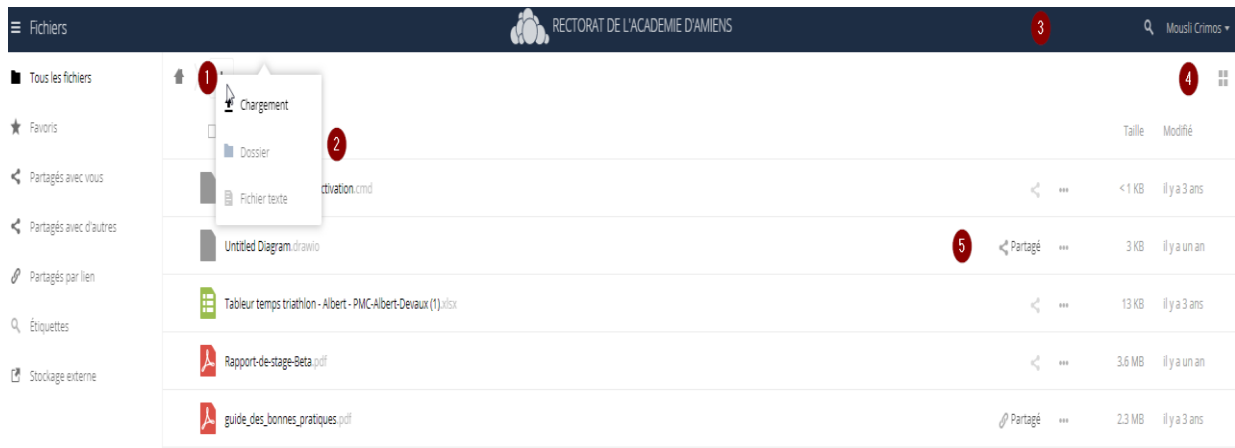 Fichiers
RECTORAT DE L'ACADEMIE D'AMIENS
3
Mousli Crimos
Tous les fichiers
1
4
Chargement
Favoris
2
Taille Modifié
Dossier
Partagés avec vous
ctivation.cmd
< 1 KB il y a 3 ans
Fichier texte
Partagés avec d'autres
Untitled Diagram.drawio
5
Partagé
3 KB il y a un an
Partagés par lien
Tableur temps triathlon - Albert - PMC-Albert-Devaux (1).xlsx
13 KB il y a 3 ans
Étiquettes
Rapport-de-stage-Beta.pdf
3.6 MB il y a un an
Stockage externe
guide_des_bonnes_pratiques.pdf
Partagé
2.3 MB il y a 3 ans